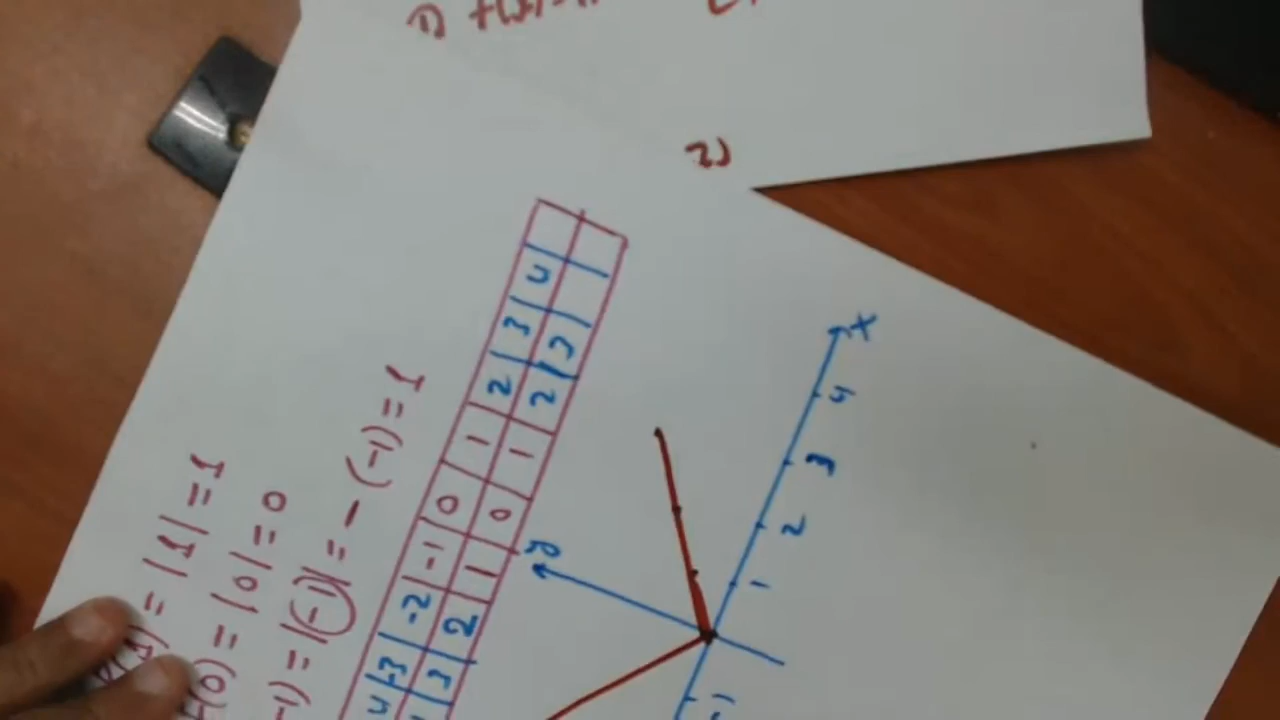 1)
2)
(1) = |1| = 1
f(0) = |0| = 0
-1) = |(-1)| = -(-1) = 1
4 -3 -2 -1 0 1 2 3 4
3 2 1 0 1 2 3
y
x
-1 1 2 3 4